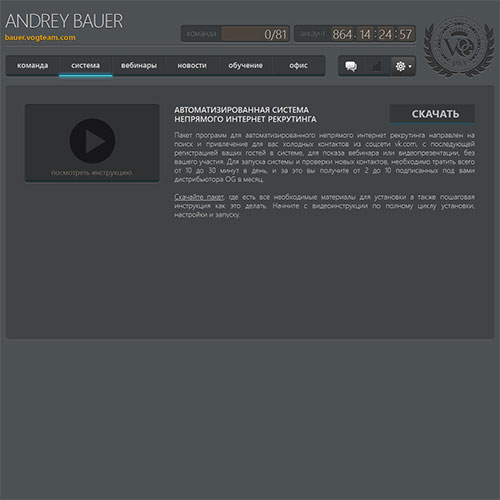 ANDREY BAUER
bauer.vogteam.com
команда 0/81
аккаунт 864.14:24:57
команда система вебинары новости обучение офис
посмотреть инструкцию
АВТОМАТИЗИРОВАННАЯ СИСТЕМА
НЕПРЯМОГО ИНТЕРНЕТ РЕКРУТИНГА
СКАЧАТЬ
Пакет программ для автоматизированного непрямого интернет рекрутинга направлен на
поиск и привлечение для вас холодных контактов из соцсети vk.com, с последующей
регистрацией ваших гостей в системе, для показа вебинара или видеопрезентации, без
вашего участия. Для запуска системы и проверки новых контактов, необходимо тратить всего
от 10 до 30 минут в день, и за это вы получите от 2 до 10 подписанных под вами
дистрибьютора OG в месяц.
Скачайте пакет, где есть все необходимые материалы для установки а также пошаговая
инструкция как это делать. Начните с видеоинструкции по полному циклу установки,
настройки и запуску.